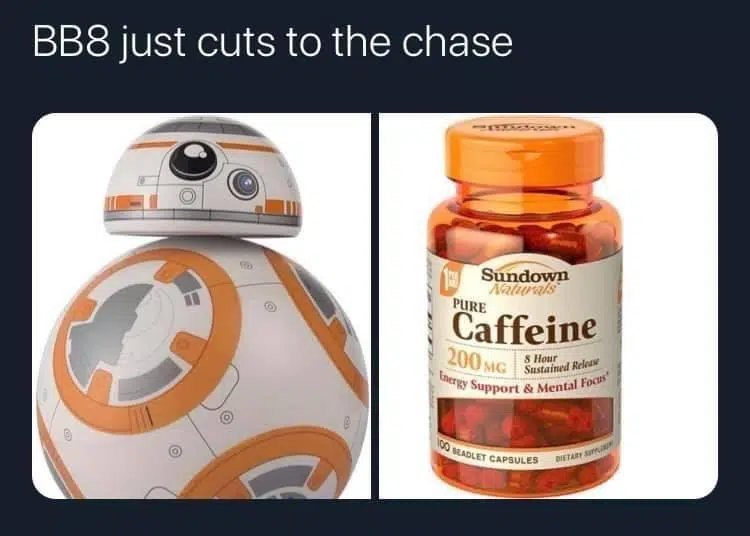 BB8 just cuts to the chase
Sundown
Naturals
PURE
Caffeine
200 MG
8 Hour
Sustained Release
Energy Support & Mental Focus*
100 BEADLET CAPSULES DIETARY SUPPLEMENT